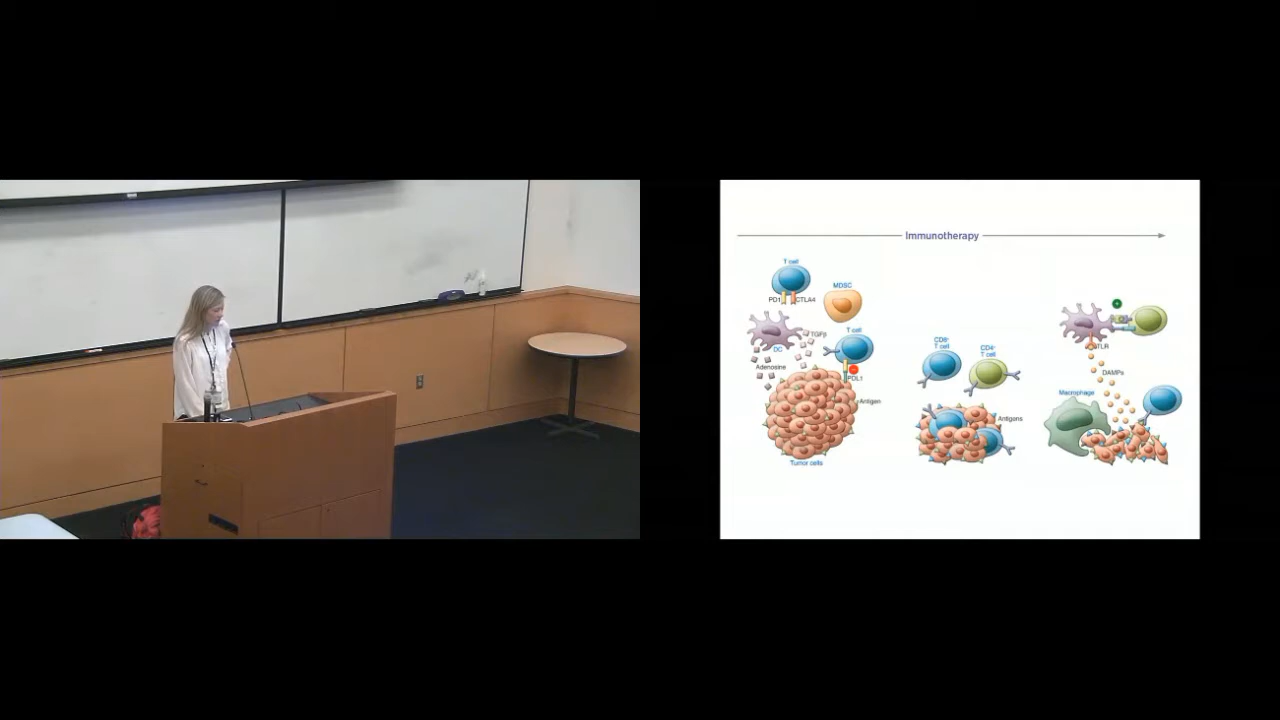 Immunotherapy
T cell
PD1
CTLA4
MDSC
TGFβ
T cell
DC
Adenosine
PDL1
Antigen
Tumor cells
CD8⁺
T cell
CD4⁺
T cell
Antigens
TLR
DAMPs
Macrophage